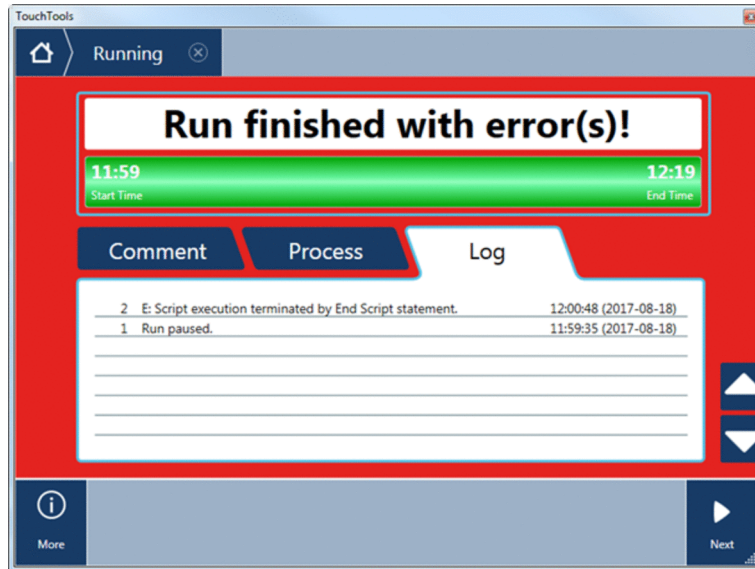 TouchTools
Running
Run finished with error(s)!
11:59 12:19
Start Time End Time
Comment Process Log
2 E: Script execution terminated by End Script statement. 12:00:48 (2017-08-18)
1 Run paused. 11:59:35 (2017-08-18)
More Next